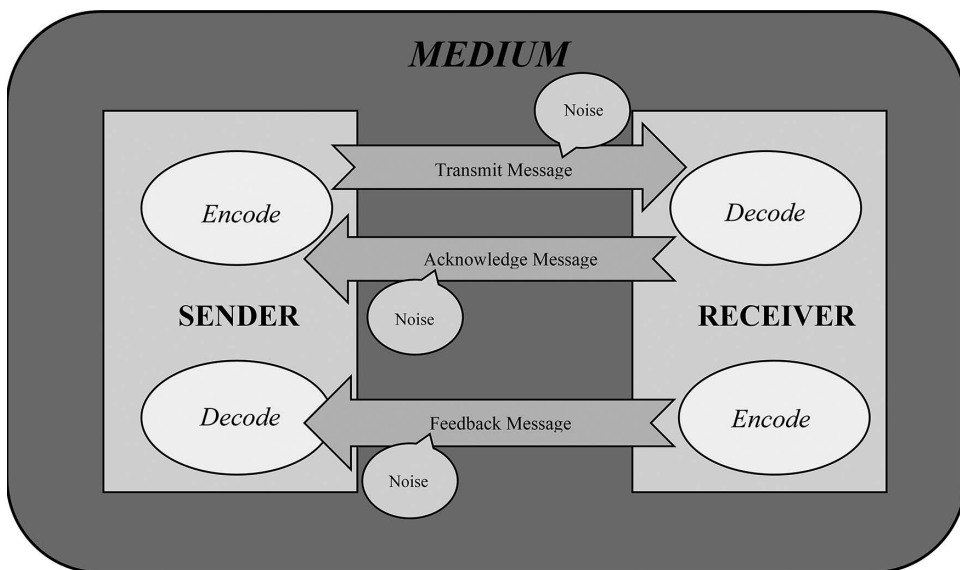 MEDIUM
Noise
Transmit Message
Encode
Decode
Acknowledge Message
SENDER
Noise
RECEIVER
Decode
Feedback Message
Encode
Noise